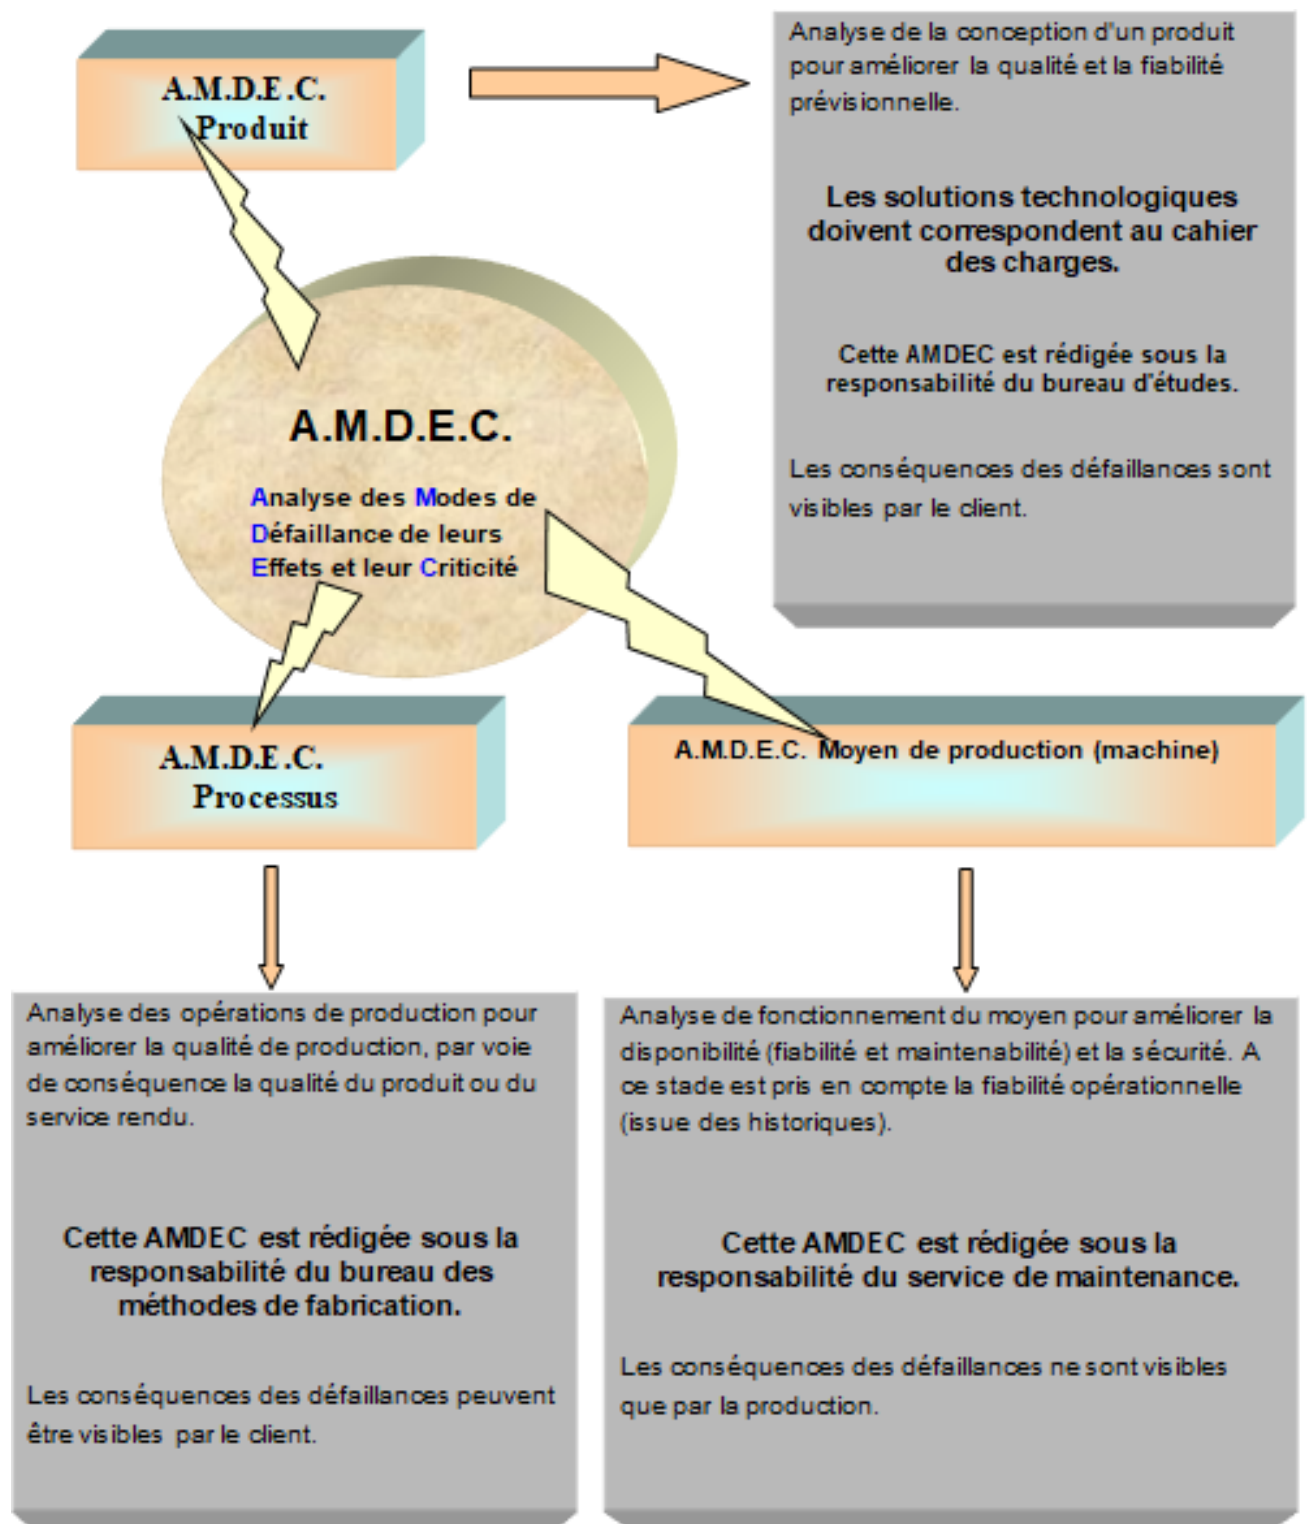 A.M.D.E.C.
Produit
Analyse de la conception d'un produit
pour améliorer la qualité et la fiabilité
prévisionnelle.
Les solutions technologiques
doivent correspondent au cahier
des charges.
Cette AMDEC est rédigée sous la
responsabilité du bureau d'études.
Les conséquences des défaillances sont
visibles par le client.
A.M.D.E.C.
Analyse des Modes de
Défaillance de leurs
Effets et leur Criticité
A.M.D.E.C.
Processus
A.M.D.E.C. Moyen de production (machine)
Analyse des opérations de production pour
améliorer la qualité de production, par voie
de conséquence la qualité du produit ou du
service rendu.
Cette AMDEC est rédigée sous la
responsabilité du bureau des
méthodes de fabrication.
Les conséquences des défaillances peuvent
être visibles par le client.
Analyse de fonctionnement du moyen pour améliorer la
disponibilité (fiabilité et maintenabilité) et la sécurité. A
ce stade est pris en compte la fiabilité opérationnelle
(issue des historiques).
Cette AMDEC est rédigée sous la
responsabilité du service de maintenance.
Les conséquences des défaillances ne sont visibles
que par la production.